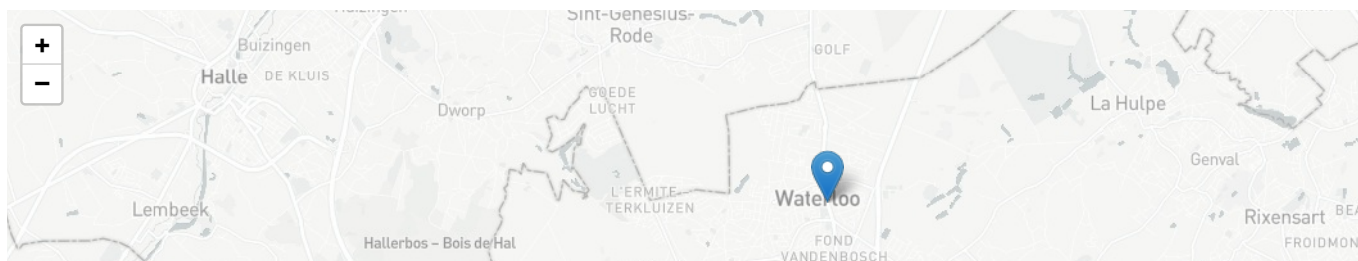 Huizingen
Sint-Genesius-
Rode
+
Buizingen
GOLF
Halle
DE KLUIS
−
GOEDE
LUCHT
Dworp
La Hulpe
Genval
L'ERMITE-
TERKLUIZEN
Waterloo
Lembeek
Rixensart
Hallerbos – Bois de Hal
FOND
VANDENBOSCH